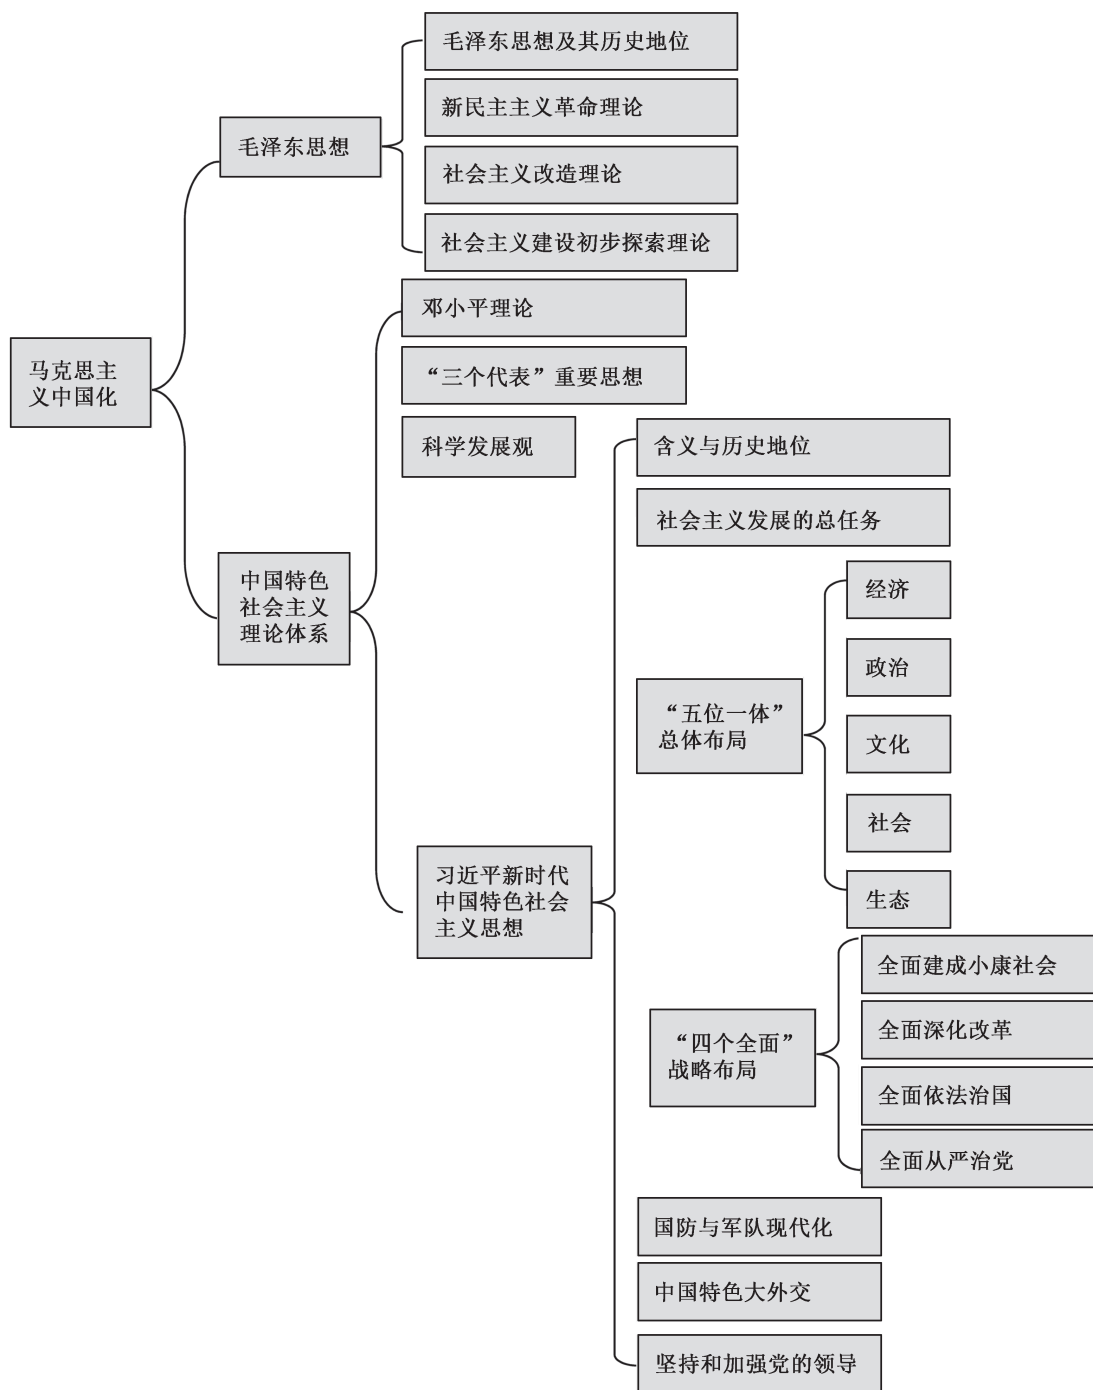 毛泽东思想及其历史地位
新民主主义革命理论
毛泽东思想
社会主义改造理论
社会主义建设初步探索理论
邓小平理论
“三个代表”重要思想
马克思主
义中国化
科学发展观
含义与历史地位
社会主义发展的总任务
中国特色
社会主义
理论体系
经济
政治
“五位一体”
总体布局
文化
社会
生态
习近平新时代
中国特色社会
主义思想
全面建成小康社会
全面深化改革
“四个全面”
战略布局
全面依法治国
全面从严治党
国防与军队现代化
中国特色大外交
坚持和加强党的领导